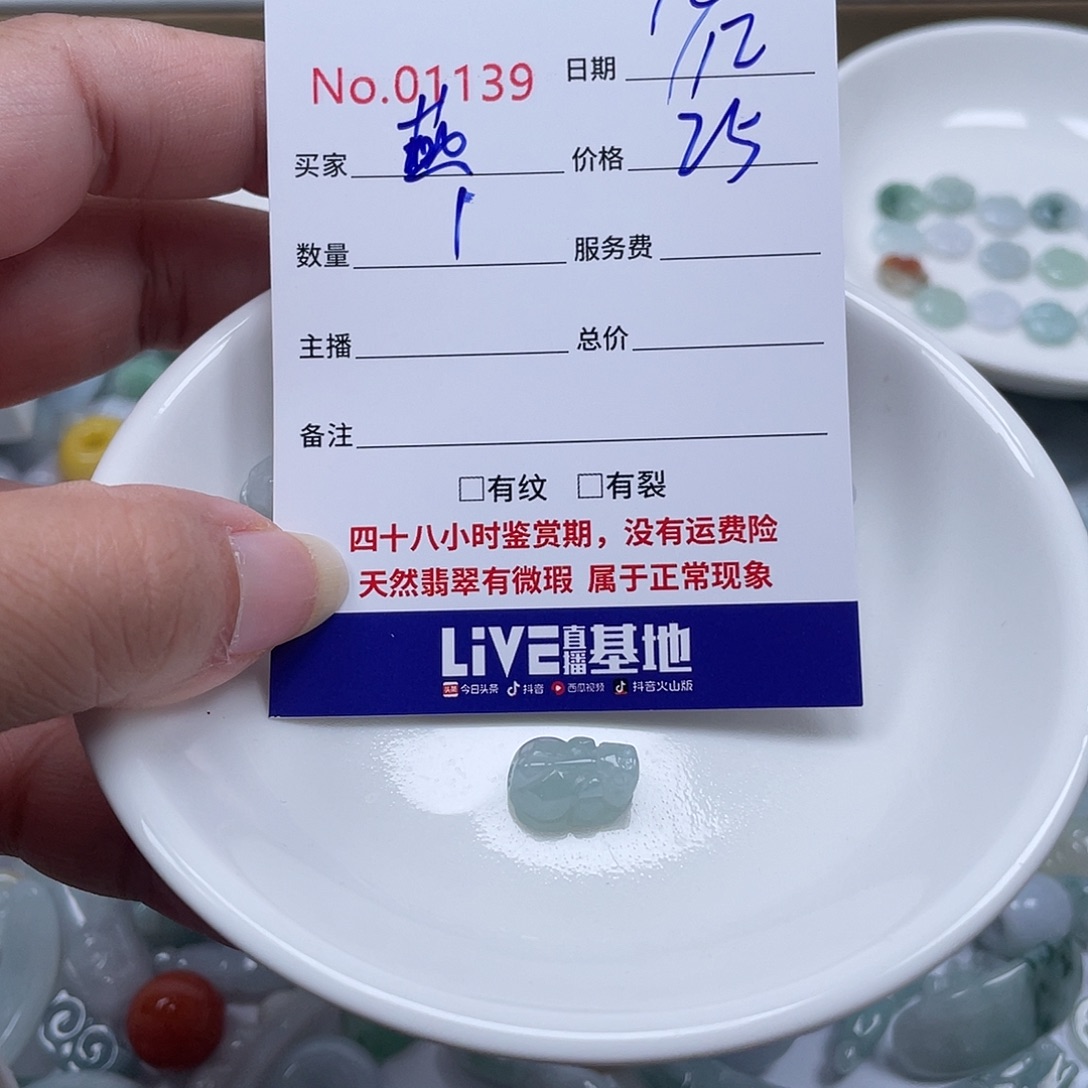 No.01139 日期 12
买家 燕 价格 25
数量 1 服务费
主播 总价
备注
□有纹 □有裂
四十八小时鉴赏期，没有运费险
天然翡翠有微瑕 属于正常现象
LiVE直播基地
头条 今日头条 抖音 西瓜视频 抖音火山版